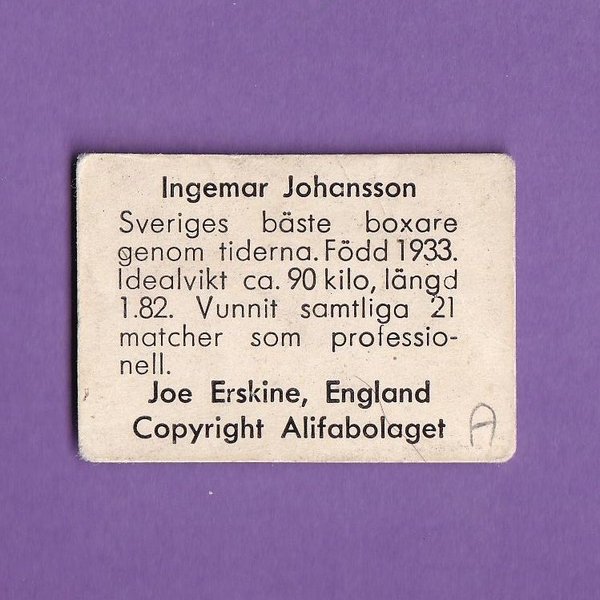 Ingemar Johansson
Sveriges bäste boxare
genom tiderna. Född 1933.
Idealvikt ca. 90 kilo, längd
1.82. Vunnit samtliga 21
matcher som professio-
nell.
Joe Erskine, England
Copyright Alifabolaget
A